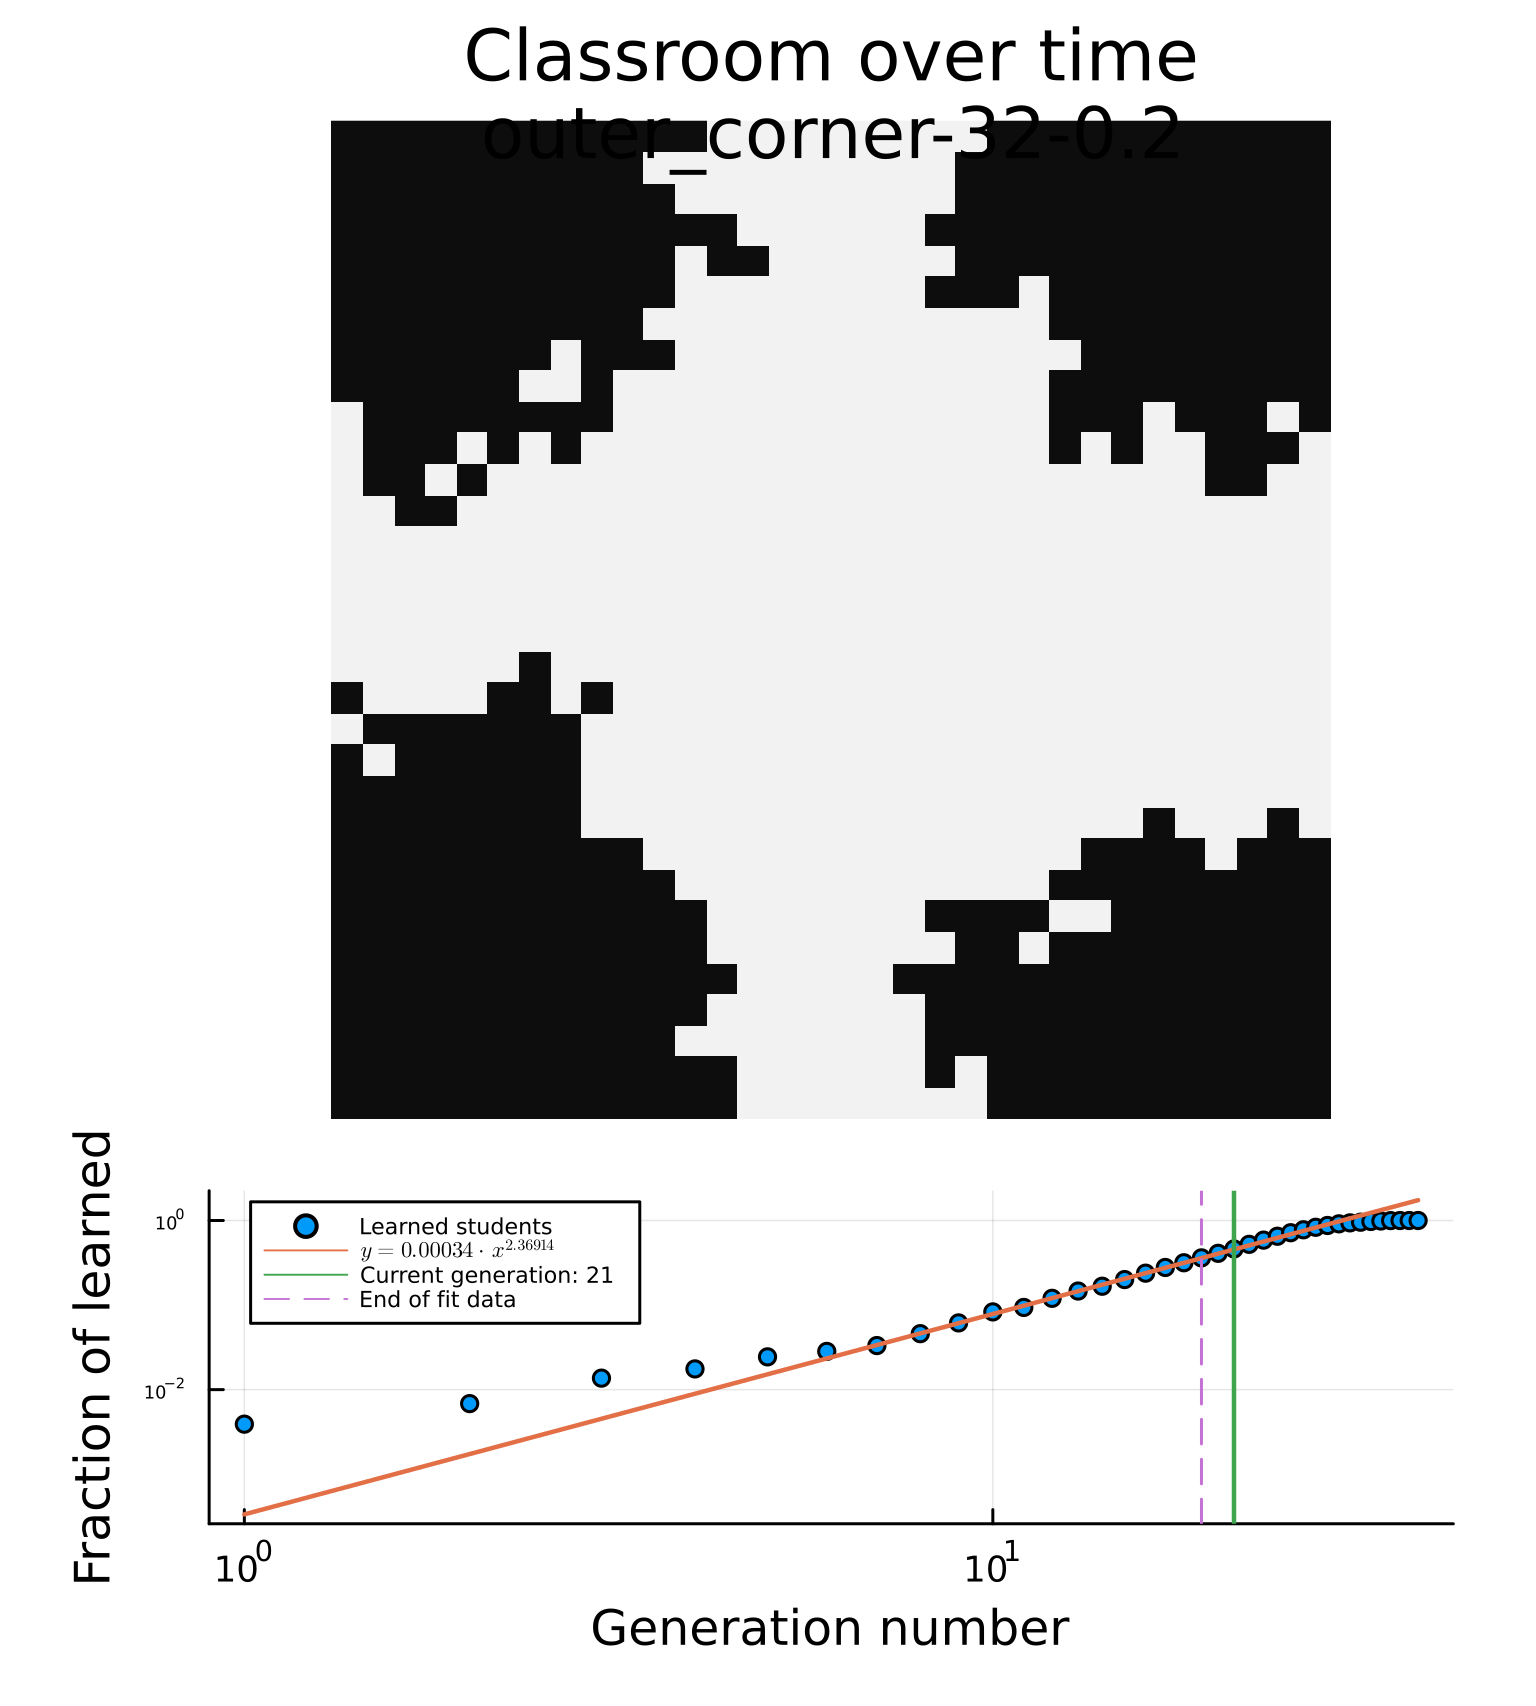 Classroom over time
outer_corner-32-0.2
Fraction of learned
10^0
10^−2
Learned students
y = 0.00034 · x^2.36914
Current generation: 21
End of fit data
10^0
10^1
Generation number